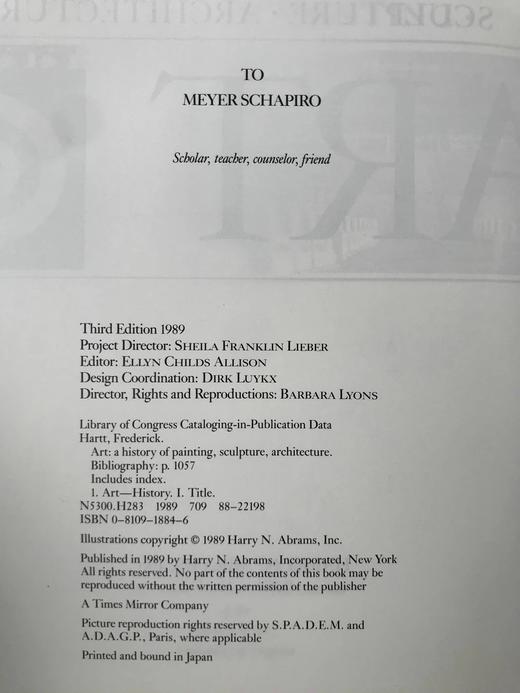 SCULPTURE · ARCHITECTURE
ART
TO
MEYER SCHAPIRO
Scholar, teacher, counselor, friend
Third Edition 1989
Project Director: SHEILA FRANKLIN LIEBER
Editor: ELLYN CHILDS ALLISON
Design Coordination: DIRK LUYKX
Director, Rights and Reproductions: BARBARA LYONS
Library of Congress Cataloging-in-Publication Data
Hartt, Frederick.
Art: a history of painting, sculpture, architecture.
Bibliography: p. 1057
Includes index.
1. Art—History. I. Title.
N5300.H283 1989 709 88–22198
ISBN 0–8109–1884–6
Illustrations copyright © 1989 Harry N. Abrams, Inc.
Published in 1989 by Harry N. Abrams, Incorporated, New York
All rights reserved. No part of the contents of this book may be
reproduced without the written permission of the publisher
A Times Mirror Company
Picture reproduction rights reserved by S.P.A.D.E.M. and
A.D.A.G.P., Paris, where applicable
Printed and bound in Japan